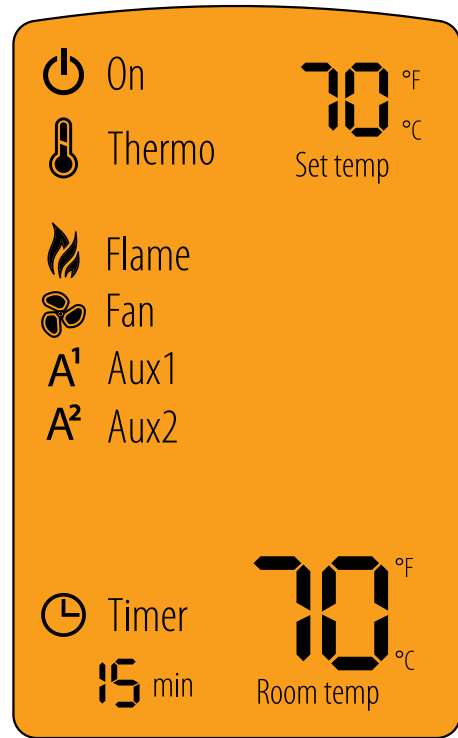 On
70 °F
°C
Set temp
Thermo
Flame
Fan
A¹ Aux1
A² Aux2
Timer
15 min
70 °F
°C
Room temp